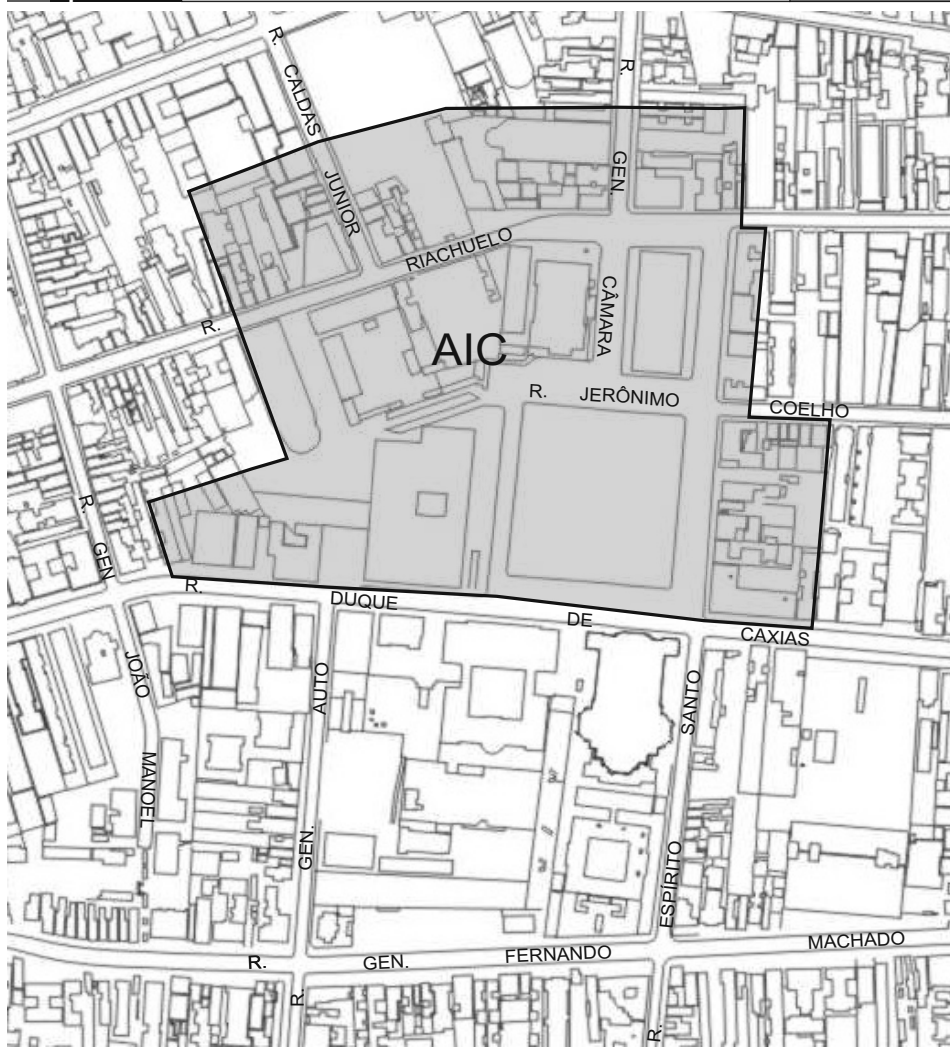 R. CALDAS JUNIOR
R. GEN. CÂMARA
R. RIACHUELO
AIC
R. JERÔNIMO COELHO
R. GEN JOÃO MANOEL
R. DUQUE DE CAXIAS
R. GEN. AUTO
R. ESPÍRITO SANTO
R. GEN. FERNANDO MACHADO